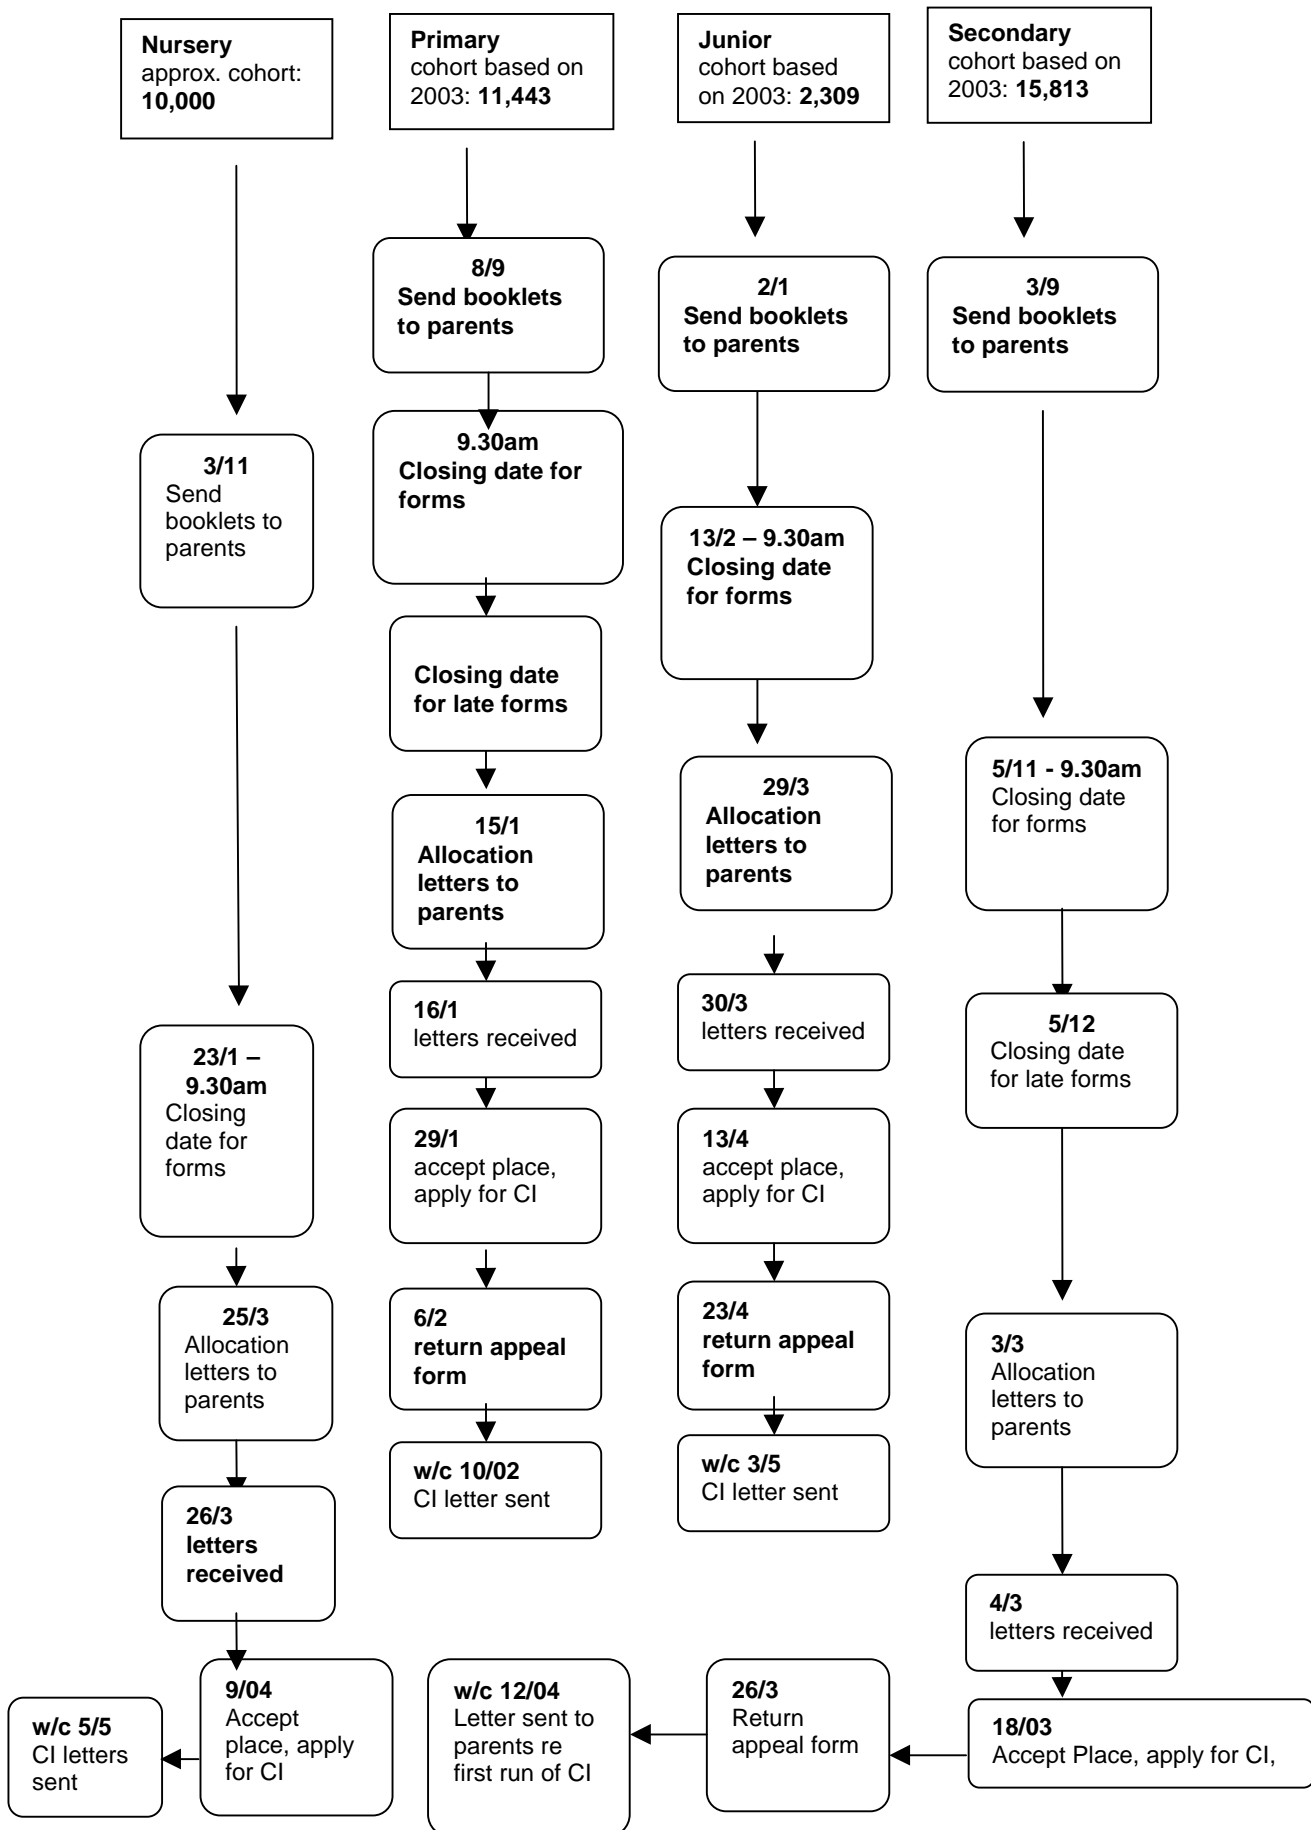 Nursery
approx. cohort:
10,000
Primary
cohort based on
2003: 11,443
Junior
cohort based
on 2003: 2,309
Secondary
cohort based on
2003: 15,813
3/11
Send
booklets to
parents
23/1 –
9.30am
Closing
date for
forms
25/3
Allocation
letters to
parents
26/3
letters
received
9/04
Accept
place, apply
for CI
w/c 5/5
CI letters
sent
8/9
Send booklets
to parents
9.30am
Closing date for
forms
Closing date
for late forms
15/1
Allocation
letters to
parents
16/1
letters received
29/1
accept place,
apply for CI
6/2
return appeal
form
w/c 10/02
CI letter sent
2/1
Send booklets
to parents
13/2 – 9.30am
Closing date
for forms
29/3
Allocation
letters to
parents
30/3
letters received
13/4
accept place,
apply for CI
23/4
return appeal
form
w/c 3/5
CI letter sent
3/9
Send booklets
to parents
5/11 - 9.30am
Closing date
for forms
5/12
Closing date
for late forms
3/3
Allocation
letters to
parents
4/3
letters received
18/03
Accept Place, apply for CI,
26/3
Return
appeal form
w/c 12/04
Letter sent to
parents re
first run of CI